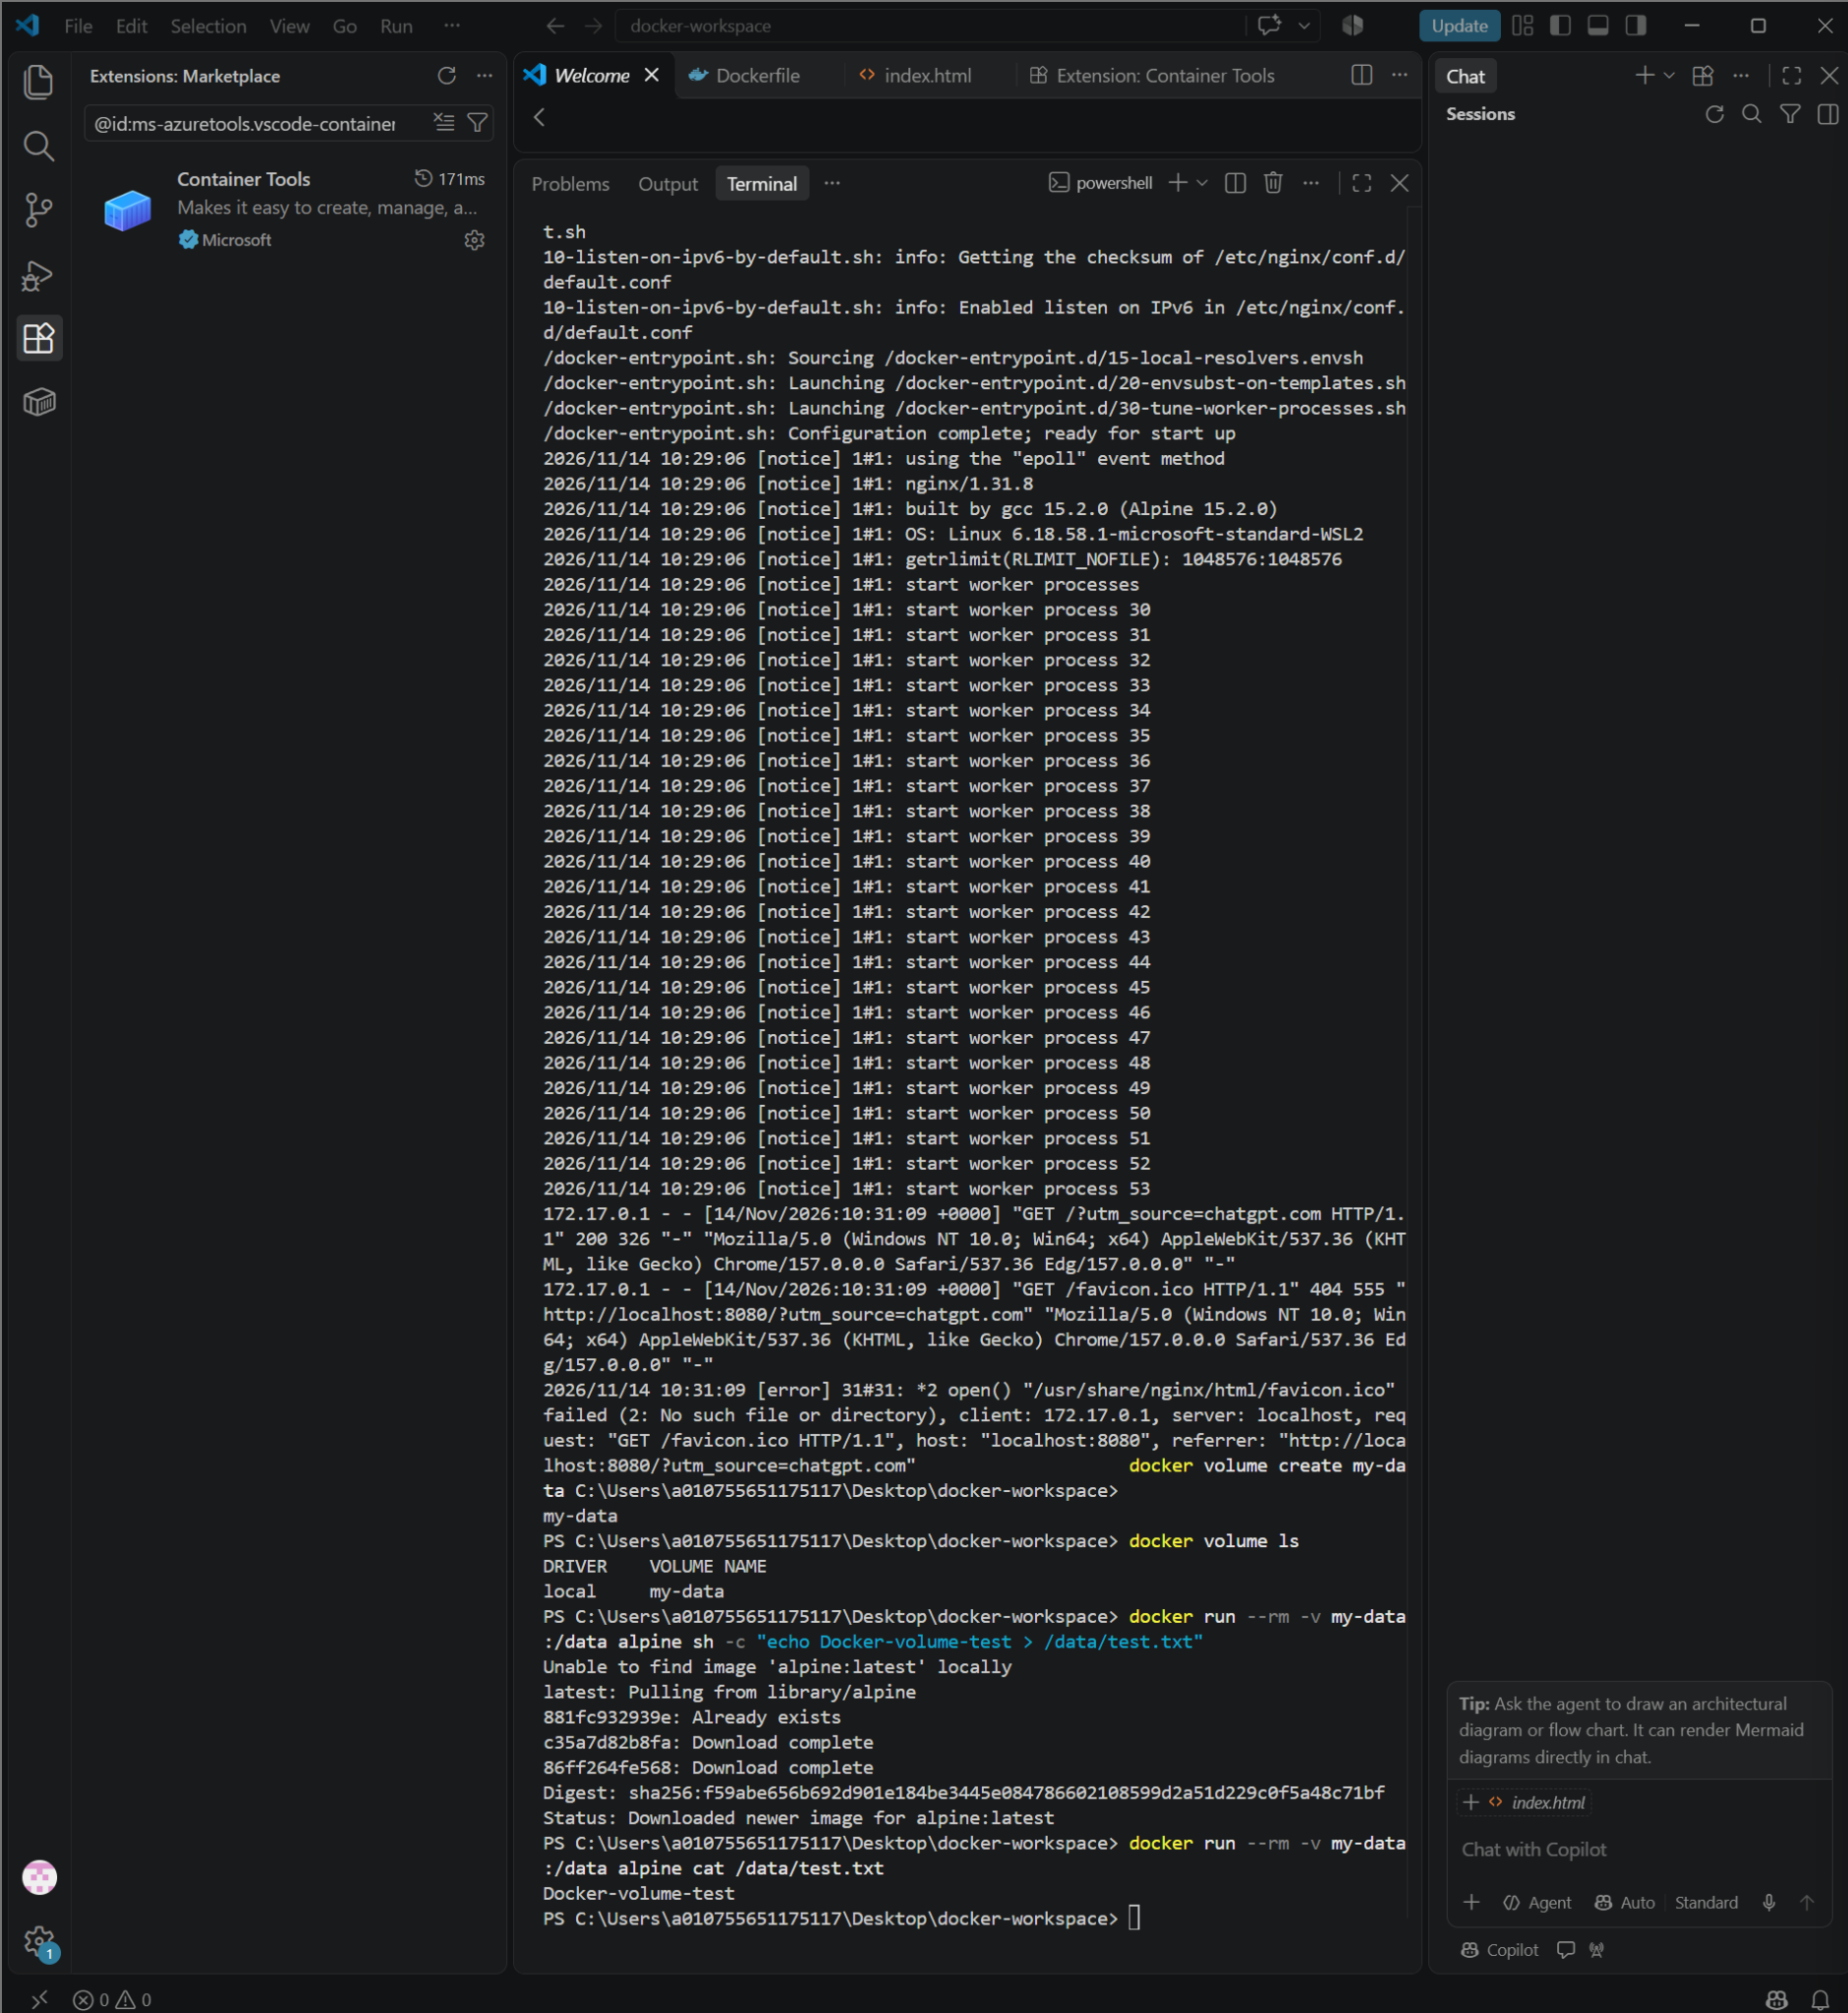 File Edit Selection View Go Run ··· docker-workspace Update
Extensions: Marketplace
@id:ms-azuretools.vscode-container
Container Tools 171ms
Makes it easy to create, manage, a...
Microsoft
Welcome Dockerfile index.html Extension: Container Tools
Problems Output Terminal ··· powershell
t.sh
10-listen-on-ipv6-by-default.sh: info: Getting the checksum of /etc/nginx/conf.d/
default.conf
10-listen-on-ipv6-by-default.sh: info: Enabled listen on IPv6 in /etc/nginx/conf.
d/default.conf
/docker-entrypoint.sh: Sourcing /docker-entrypoint.d/15-local-resolvers.envsh
/docker-entrypoint.sh: Launching /docker-entrypoint.d/20-envsubst-on-templates.sh
/docker-entrypoint.sh: Launching /docker-entrypoint.d/30-tune-worker-processes.sh
/docker-entrypoint.sh: Configuration complete; ready for start up
2026/11/14 10:29:06 [notice] 1#1: using the "epoll" event method
2026/11/14 10:29:06 [notice] 1#1: nginx/1.31.8
2026/11/14 10:29:06 [notice] 1#1: built by gcc 15.2.0 (Alpine 15.2.0)
2026/11/14 10:29:06 [notice] 1#1: OS: Linux 6.18.58.1-microsoft-standard-WSL2
2026/11/14 10:29:06 [notice] 1#1: getrlimit(RLIMIT_NOFILE): 1048576:1048576
2026/11/14 10:29:06 [notice] 1#1: start worker processes
2026/11/14 10:29:06 [notice] 1#1: start worker process 30
2026/11/14 10:29:06 [notice] 1#1: start worker process 31
2026/11/14 10:29:06 [notice] 1#1: start worker process 32
2026/11/14 10:29:06 [notice] 1#1: start worker process 33
2026/11/14 10:29:06 [notice] 1#1: start worker process 34
2026/11/14 10:29:06 [notice] 1#1: start worker process 35
2026/11/14 10:29:06 [notice] 1#1: start worker process 36
2026/11/14 10:29:06 [notice] 1#1: start worker process 37
2026/11/14 10:29:06 [notice] 1#1: start worker process 38
2026/11/14 10:29:06 [notice] 1#1: start worker process 39
2026/11/14 10:29:06 [notice] 1#1: start worker process 40
2026/11/14 10:29:06 [notice] 1#1: start worker process 41
2026/11/14 10:29:06 [notice] 1#1: start worker process 42
2026/11/14 10:29:06 [notice] 1#1: start worker process 43
2026/11/14 10:29:06 [notice] 1#1: start worker process 44
2026/11/14 10:29:06 [notice] 1#1: start worker process 45
2026/11/14 10:29:06 [notice] 1#1: start worker process 46
2026/11/14 10:29:06 [notice] 1#1: start worker process 47
2026/11/14 10:29:06 [notice] 1#1: start worker process 48
2026/11/14 10:29:06 [notice] 1#1: start worker process 49
2026/11/14 10:29:06 [notice] 1#1: start worker process 50
2026/11/14 10:29:06 [notice] 1#1: start worker process 51
2026/11/14 10:29:06 [notice] 1#1: start worker process 52
2026/11/14 10:29:06 [notice] 1#1: start worker process 53
172.17.0.1 - - [14/Nov/2026:10:31:09 +0000] "GET /?utm_source=chatgpt.com HTTP/1.
1" 200 326 "-" "Mozilla/5.0 (Windows NT 10.0; Win64; x64) AppleWebKit/537.36 (KHT
ML, like Gecko) Chrome/157.0.0.0 Safari/537.36 Edg/157.0.0.0" "-"
172.17.0.1 - - [14/Nov/2026:10:31:09 +0000] "GET /favicon.ico HTTP/1.1" 404 555 "
http://localhost:8080/?utm_source=chatgpt.com" "Mozilla/5.0 (Windows NT 10.0; Win
64; x64) AppleWebKit/537.36 (KHTML, like Gecko) Chrome/157.0.0.0 Safari/537.36 Ed
g/157.0.0.0" "-"
2026/11/14 10:31:09 [error] 31#31: *2 open() "/usr/share/nginx/html/favicon.ico"
failed (2: No such file or directory), client: 172.17.0.1, server: localhost, req
uest: "GET /favicon.ico HTTP/1.1", host: "localhost:8080", referrer: "http://loca
lhost:8080/?utm_source=chatgpt.com" docker volume create my-da
ta C:\Users\a010755651175117\Desktop\docker-workspace>
my-data
PS C:\Users\a010755651175117\Desktop\docker-workspace> docker volume ls
DRIVER    VOLUME NAME
local     my-data
PS C:\Users\a010755651175117\Desktop\docker-workspace> docker run --rm -v my-data
:/data alpine sh -c "echo Docker-volume-test > /data/test.txt"
Unable to find image 'alpine:latest' locally
latest: Pulling from library/alpine
881fc932939e: Already exists
c35a7d82b8fa: Download complete
86ff264fe568: Download complete
Digest: sha256:f59abe656b692d901e184be3445e084786602108599d2a51d229c0f5a48c71bf
Status: Downloaded newer image for alpine:latest
PS C:\Users\a010755651175117\Desktop\docker-workspace> docker run --rm -v my-data
:/data alpine cat /data/test.txt
Docker-volume-test
PS C:\Users\a010755651175117\Desktop\docker-workspace>
Chat
Sessions
Tip: Ask the agent to draw an architectural
diagram or flow chart. It can render Mermaid
diagrams directly in chat.
index.html
Chat with Copilot
Agent Auto Standard
Copilot
1
0 0